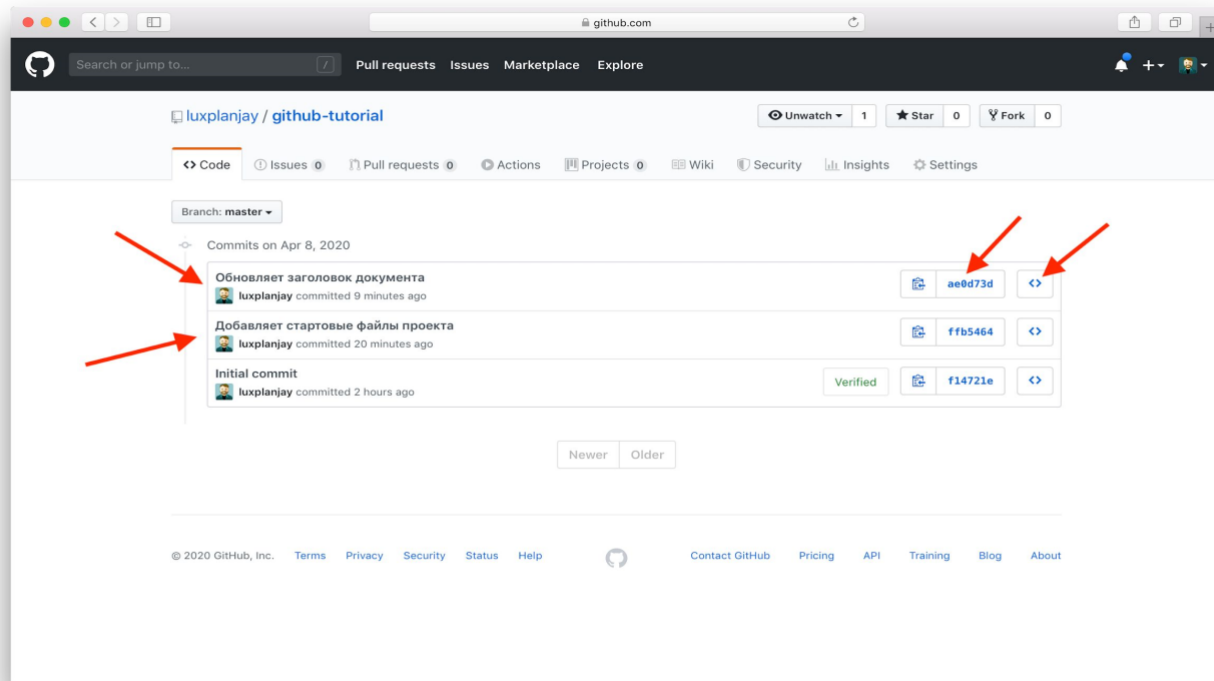 github.com
Search or jump to... /
Pull requests Issues Marketplace Explore
luxplanjay / github-tutorial
Unwatch 1 Star 0 Fork 0
Code Issues 0 Pull requests 0 Actions Projects 0 Wiki Security Insights Settings
Branch: master
Commits on Apr 8, 2020
Обновляет заголовок документа
luxplanjay committed 9 minutes ago
ae0d73d
Добавляет стартовые файлы проекта
luxplanjay committed 20 minutes ago
ffb5464
Initial commit
luxplanjay committed 2 hours ago
Verified f14721e
Newer Older
© 2020 GitHub, Inc. Terms Privacy Security Status Help Contact GitHub Pricing API Training Blog About